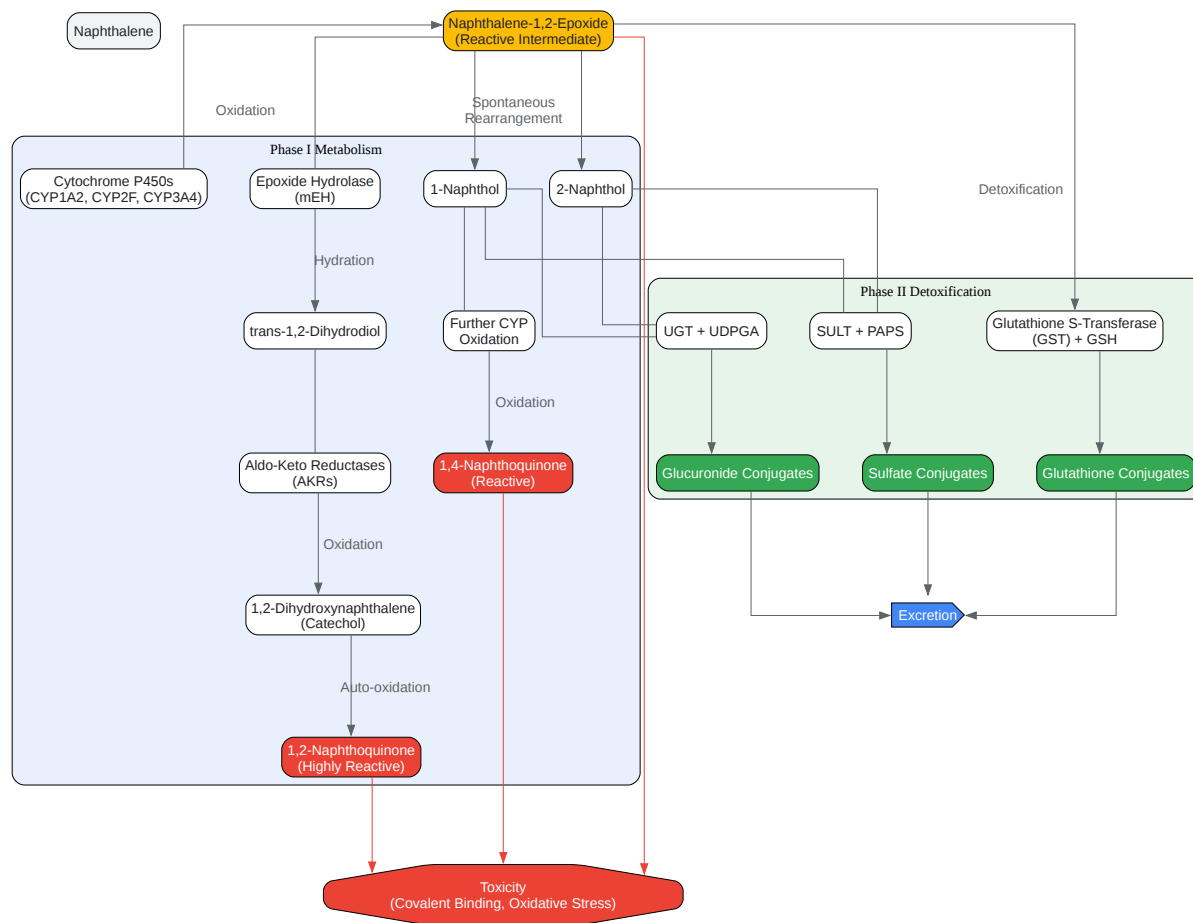 Naphthalene
Naphthalene-1,2-Epoxide
(Reactive Intermediate)
Oxidation
Spontaneous
Rearrangement
Phase I Metabolism
Cytochrome P450s
(CYP1A2, CYP2F, CYP3A4)
Epoxide Hydrolase
(mEH)
1-Naphthol
2-Naphthol
Detoxification
Hydration
Phase II Detoxification
trans-1,2-Dihydrodiol
Further CYP
Oxidation
UGT + UDPGA
SULT + PAPS
Glutathione S-Transferase
(GST) + GSH
Oxidation
Aldo-Keto Reductases
(AKRs)
1,4-Naphthoquinone
(Reactive)
Glucuronide Conjugates
Sulfate Conjugates
Glutathione Conjugates
Oxidation
1,2-Dihydroxynaphthalene
(Catechol)
Excretion
Auto-oxidation
1,2-Naphthoquinone
(Highly Reactive)
Toxicity
(Covalent Binding, Oxidative Stress)